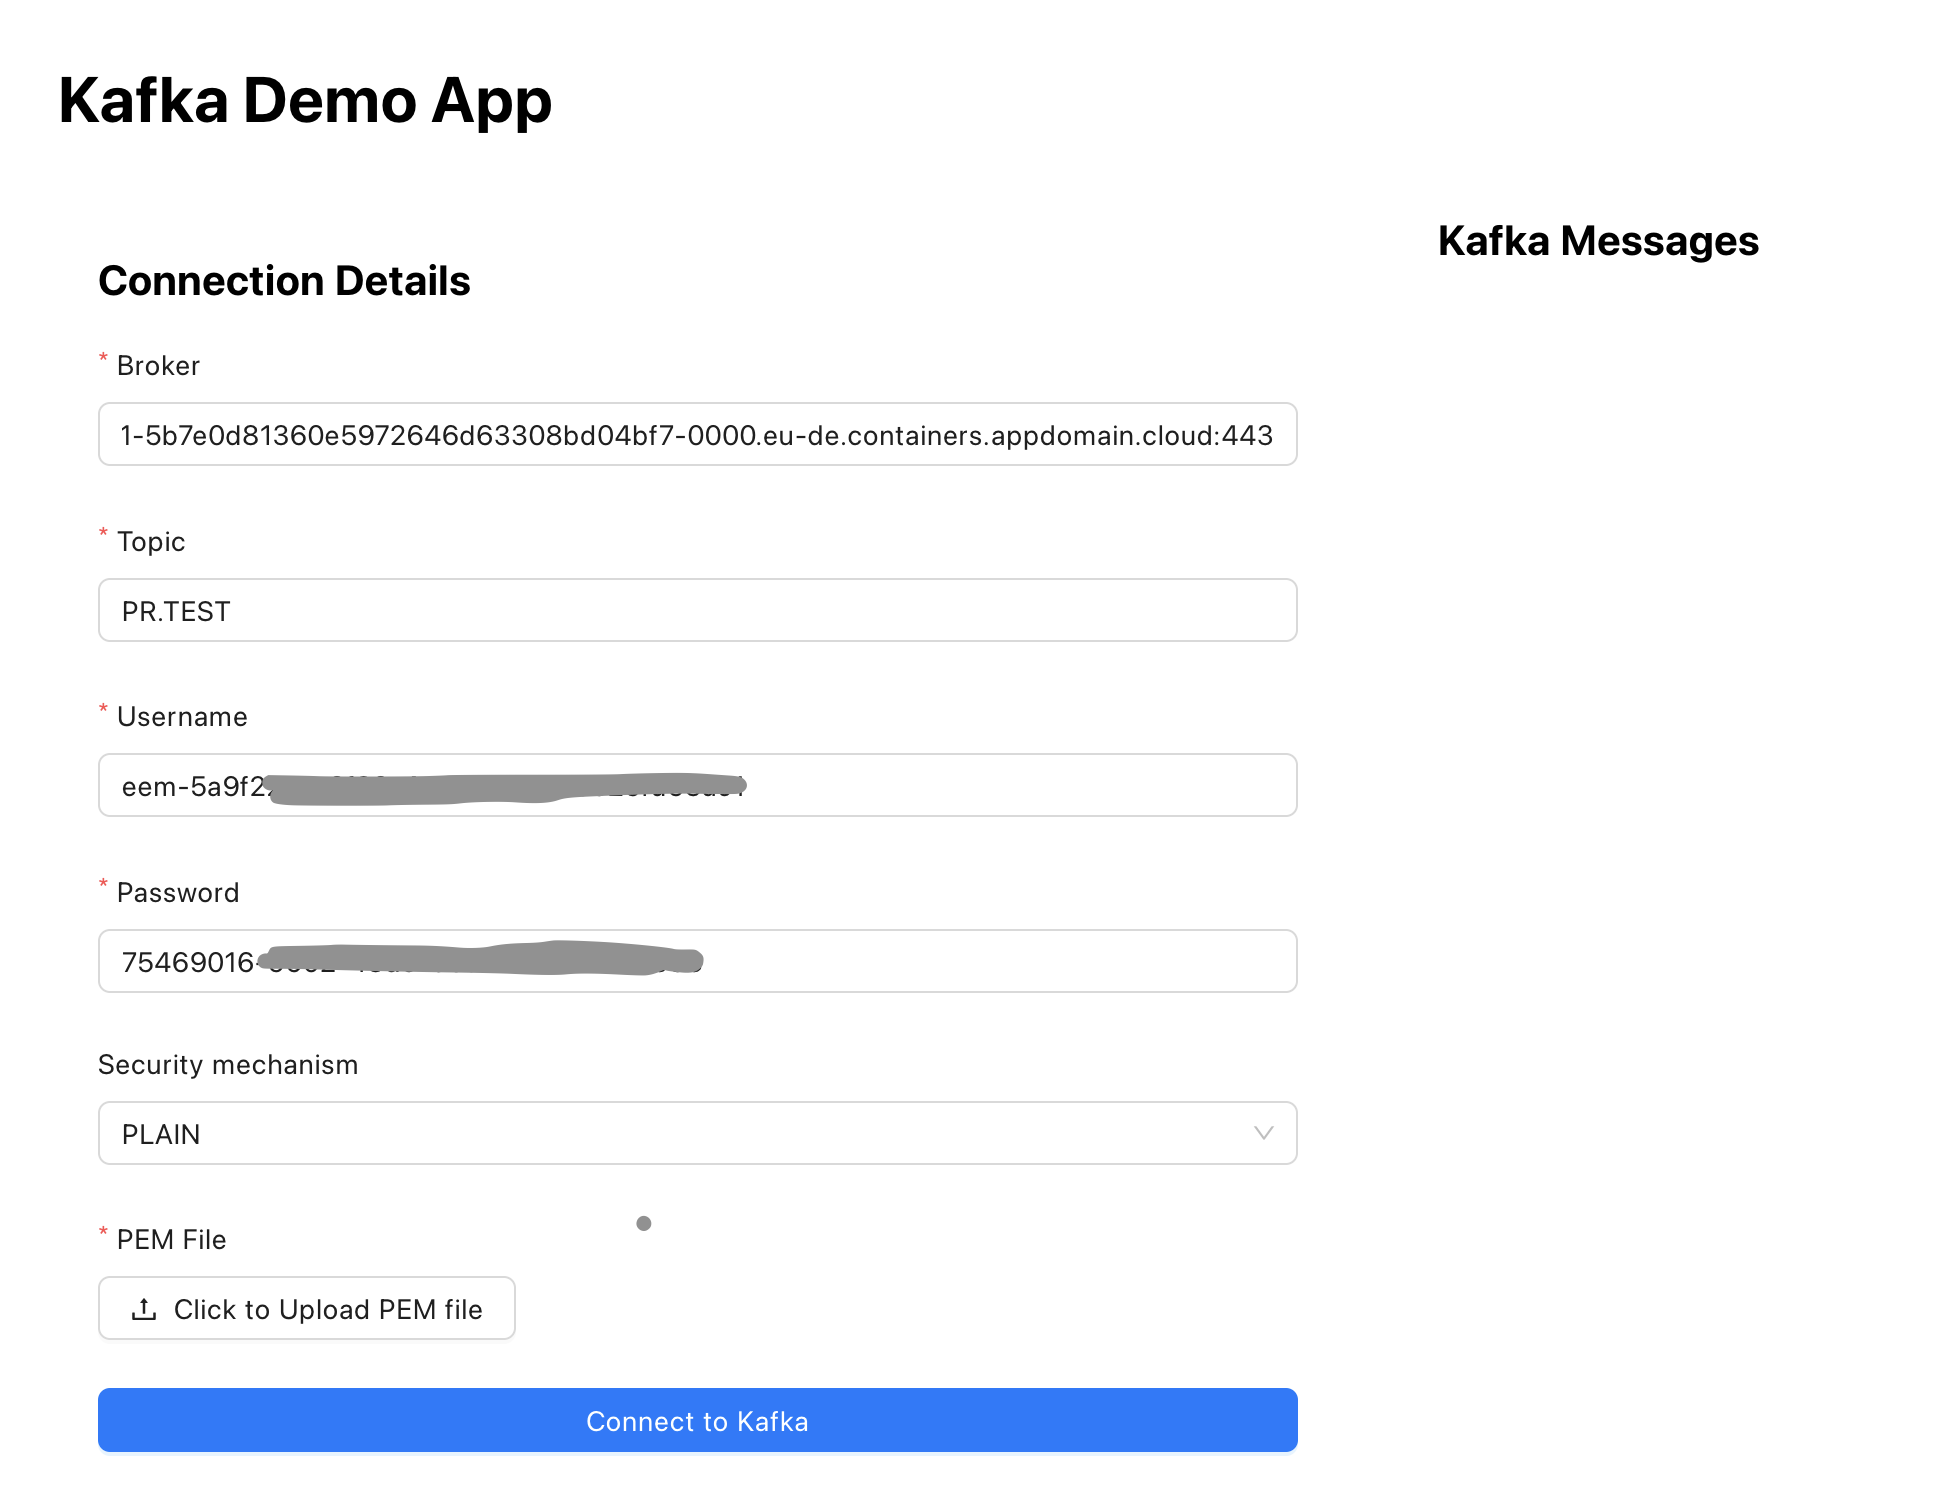 Kafka Demo App
Connection Details
* Broker
1-5b7e0d81360e5972646d63308bd04bf7-0000.eu-de.containers.appdomain.cloud:443
* Topic
PR.TEST
* Username
eem-5a9f2
* Password
75469016-
Security mechanism
PLAIN
* PEM File
Click to Upload PEM file
Connect to Kafka
Kafka Messages